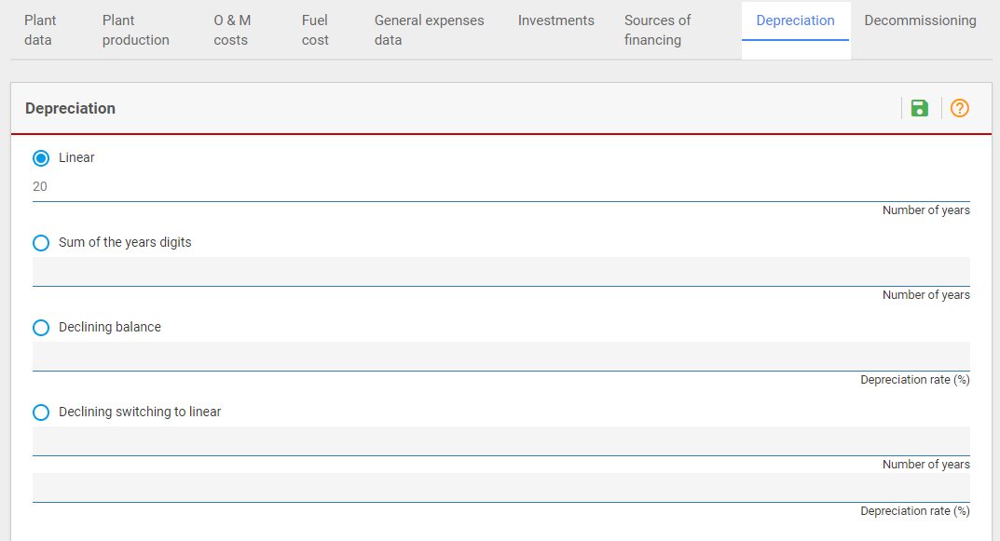 Plant data
Plant production
O & M costs
Fuel cost
General expenses data
Investments
Sources of financing
Depreciation
Decommissioning
Depreciation
Linear
20
Number of years
Sum of the years digits
Number of years
Declining balance
Depreciation rate (%)
Declining switching to linear
Number of years
Depreciation rate (%)